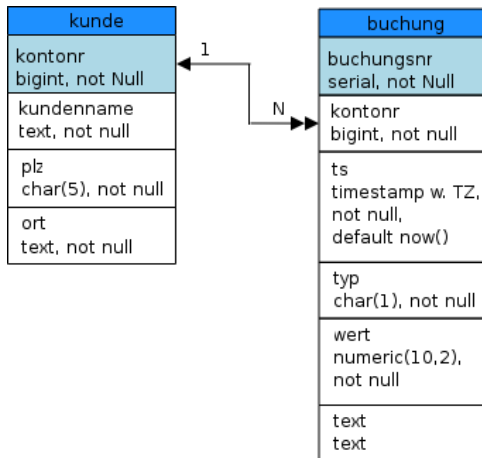 kunde
kontonr
bigint, not Null
kundenname
text, not null
plz
char(5), not null
ort
text, not null
1
N
buchung
buchungsnr
serial, not Null
kontonr
bigint, not null
ts
timestamp w. TZ,
not null,
default now()
typ
char(1), not null
wert
numeric(10,2),
not null
text
text